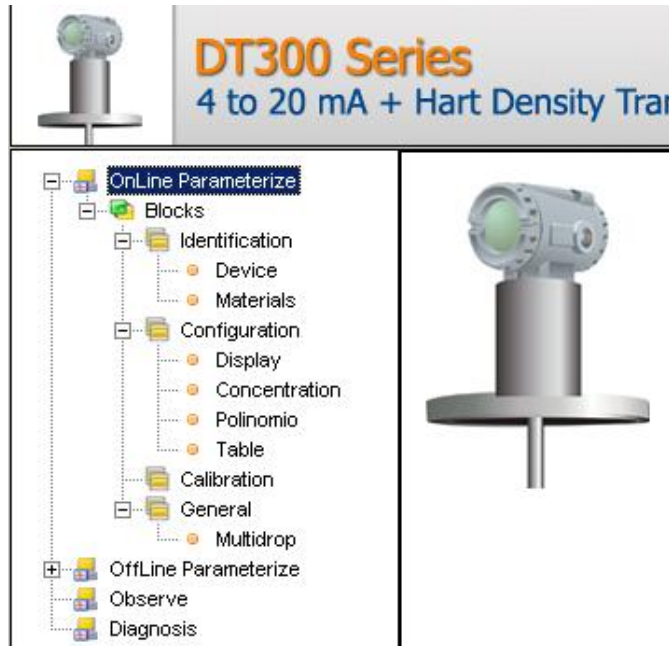 DT300 Series
4 to 20 mA + Hart Density
OnLine Parameterize
Blocks
Identification
Device
Materials
Configuration
Display
Concentration
Polinomio
Table
Calibration
General
Multidrop
OffLine Parameterize
Observe
Diagnosis